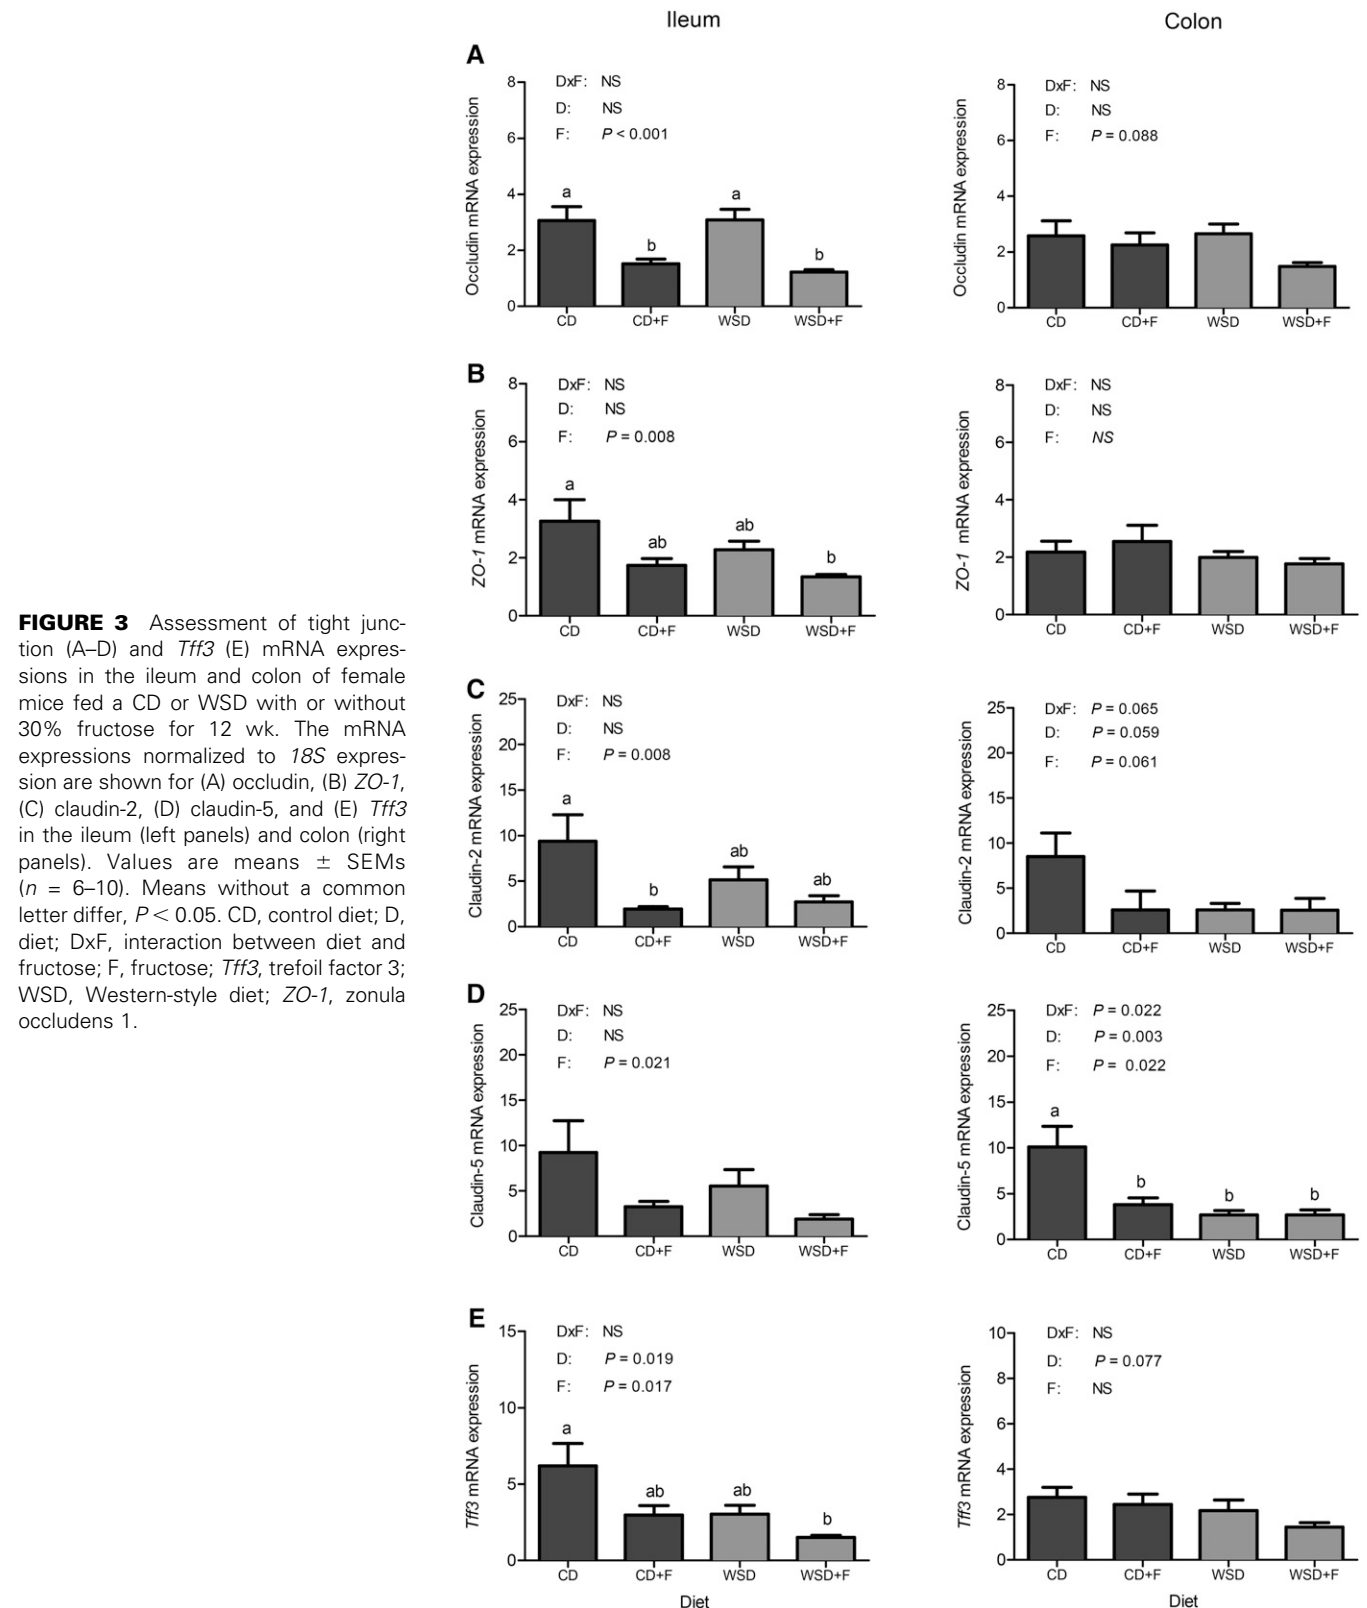 Ileum
Colon
A
Occludin mRNA expression
8
6
4
2
0
DxF: NS
D: NS
F: P < 0.001
a
b
a
b
CD CD+F WSD WSD+F
Occludin mRNA expression
8
6
4
2
0
DxF: NS
D: NS
F: P = 0.088
CD CD+F WSD WSD+F
B
ZO-1 mRNA expression
8
6
4
2
0
DxF: NS
D: NS
F: P = 0.008
a
ab
ab
b
CD CD+F WSD WSD+F
ZO-1 mRNA expression
8
6
4
2
0
DxF: NS
D: NS
F: NS
CD CD+F WSD WSD+F
FIGURE 3 Assessment of tight junc-
tion (A–D) and Tff3 (E) mRNA expres-
sions in the ileum and colon of female
mice fed a CD or WSD with or without
30% fructose for 12 wk. The mRNA
expressions normalized to 18S expres-
sion are shown for (A) occludin, (B) ZO-1,
(C) claudin-2, (D) claudin-5, and (E) Tff3
in the ileum (left panels) and colon (right
panels). Values are means ± SEMs
(n = 6–10). Means without a common
letter differ, P < 0.05. CD, control diet; D,
diet; DxF, interaction between diet and
fructose; F, fructose; Tff3, trefoil factor 3;
WSD, Western-style diet; ZO-1, zonula
occludens 1.
C
Claudin-2 mRNA expression
25
20
15
10
5
0
DxF: NS
D: NS
F: P = 0.008
a
b
ab
ab
CD CD+F WSD WSD+F
Claudin-2 mRNA expression
25
20
15
10
5
0
DxF: P = 0.065
D: P = 0.059
F: P = 0.061
CD CD+F WSD WSD+F
D
Claudin-5 mRNA expression
25
20
15
10
5
0
DxF: NS
D: NS
F: P = 0.021
CD CD+F WSD WSD+F
Claudin-5 mRNA expression
25
20
15
10
5
0
DxF: P = 0.022
D: P = 0.003
F: P = 0.022
a
b
b
b
CD CD+F WSD WSD+F
E
Tff3 mRNA expression
15
10
5
0
DxF: NS
D: P = 0.019
F: P = 0.017
a
ab
ab
b
CD CD+F WSD WSD+F
Diet
Tff3 mRNA expression
10
8
6
4
2
0
DxF: NS
D: P = 0.077
F: NS
CD CD+F WSD WSD+F
Diet